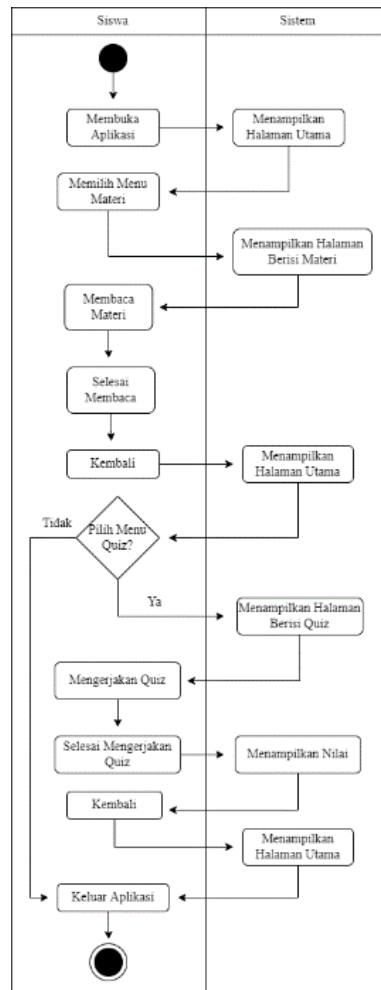 Siswa
Sistem
Membuka
Aplikasi
Menampilkan
Halaman Utama
Memilih Menu
Materi
Menampilkan Halaman
Berisi Materi
Membaca
Materi
Selesai
Membaca
Kembali
Menampilkan
Halaman Utama
Tidak
Pilih Menu
Quiz?
Ya
Menampilkan Halaman
Berisi Quiz
Mengerjakan Quiz
Selesai Mengerjakan
Quiz
Menampilkan Nilai
Kembali
Menampilkan
Halaman Utama
Keluar Aplikasi